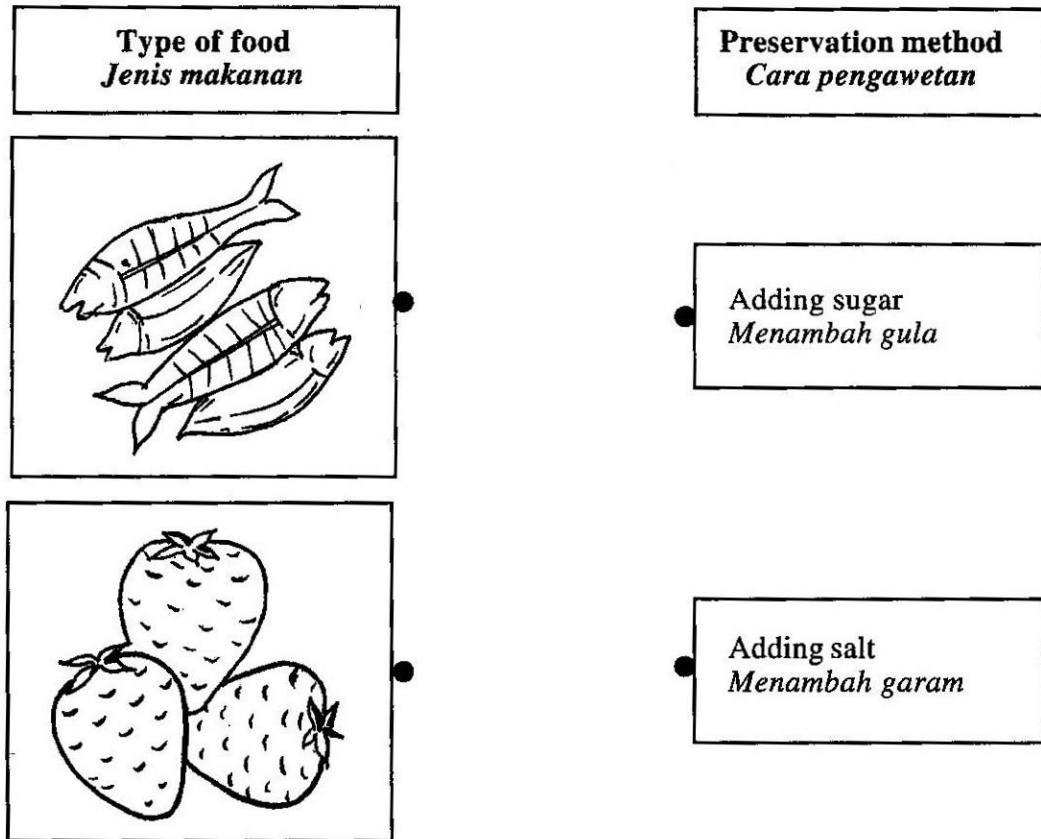 Type of food
Jenis makanan
Preservation method
Cara pengawetan
Adding sugar
Menambah gula
Adding salt
Menambah garam